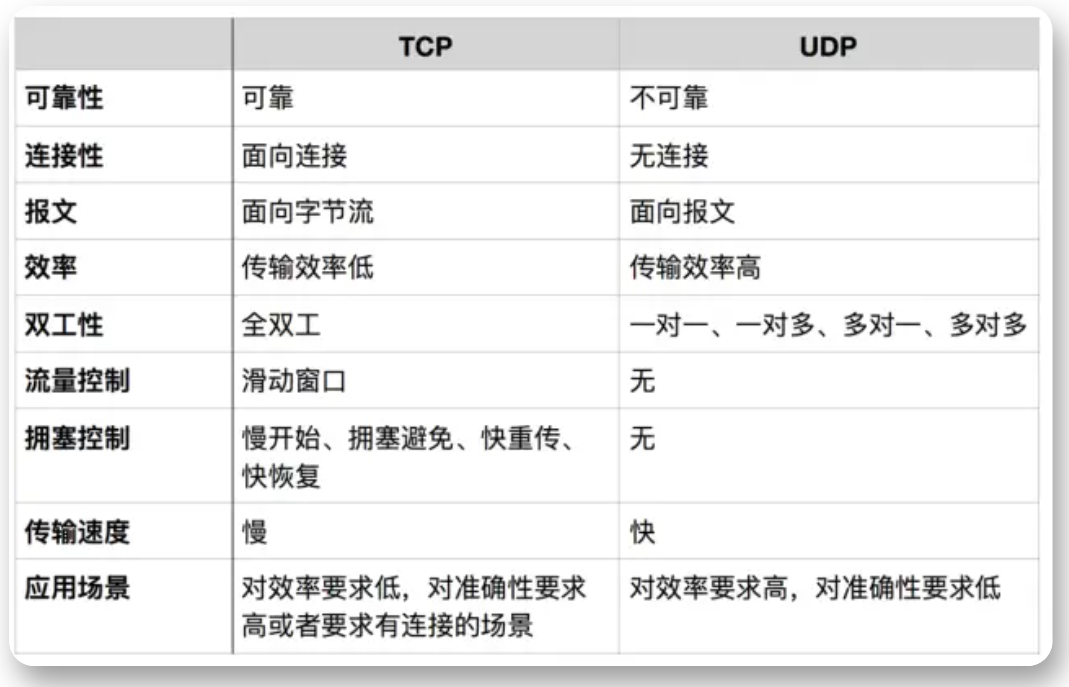 TCP UDP
可靠性 可靠 不可靠
连接性 面向连接 无连接
报文 面向字节流 面向报文
效率 传输效率低 传输效率高
双工性 全双工 一对一、一对多、多对一、多对多
流量控制 滑动窗口 无
拥塞控制 慢开始、拥塞避免、快重传、 无
快恢复
传输速度 慢 快
应用场景 对效率要求低，对准确性要求 对效率要求高，对准确性要求低
高或者要求有连接的场景